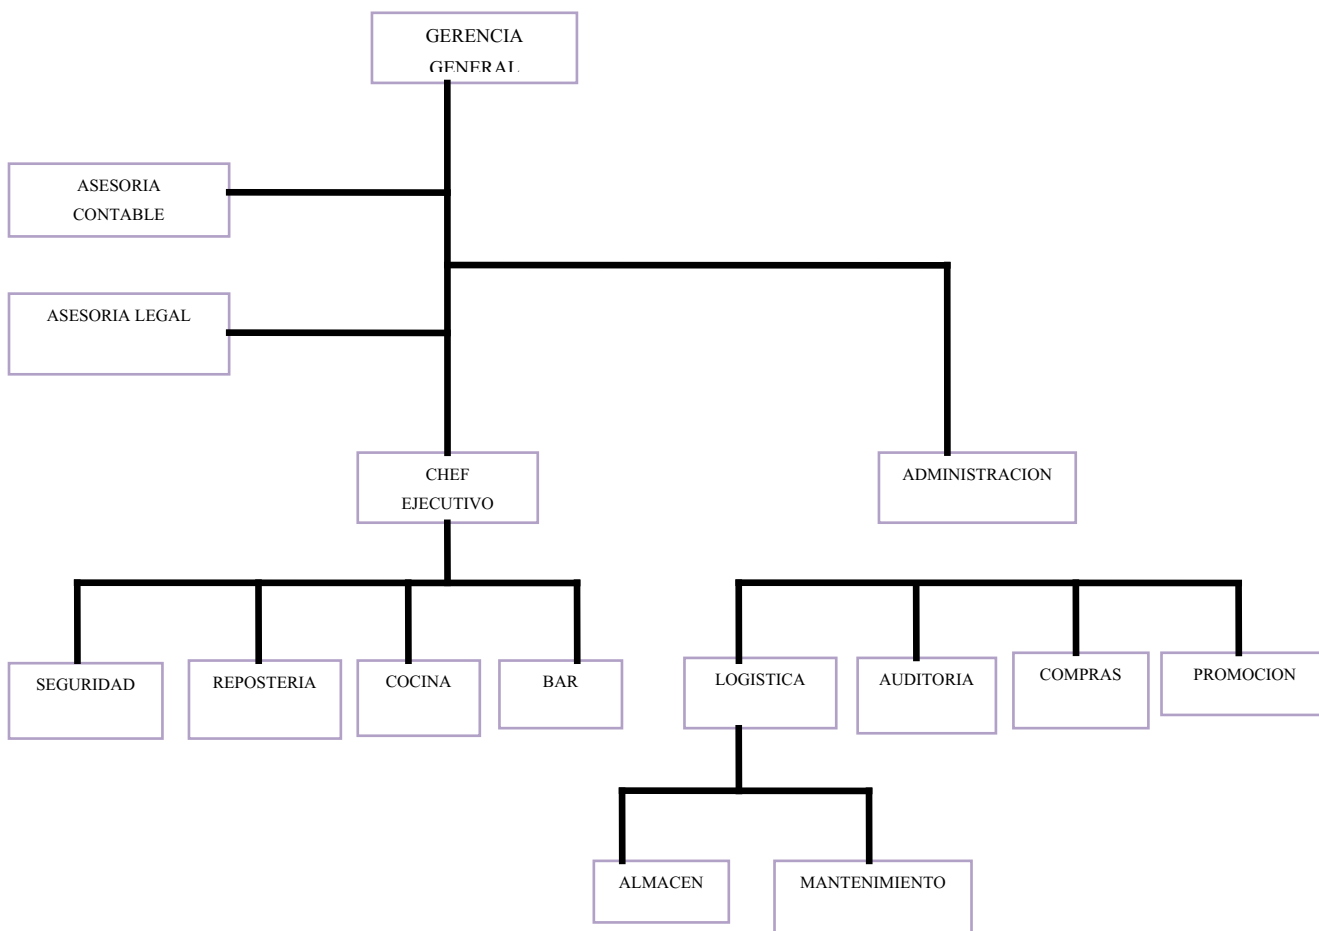 GERENCIA
GENERAL
ASESORIA
CONTABLE
ASESORIA LEGAL
CHEF
EJECUTIVO
ADMINISTRACION
SEGURIDAD
REPOSTERIA
COCINA
BAR
LOGISTICA
AUDITORIA
COMPRAS
PROMOCION
ALMACEN
MANTENIMIENTO